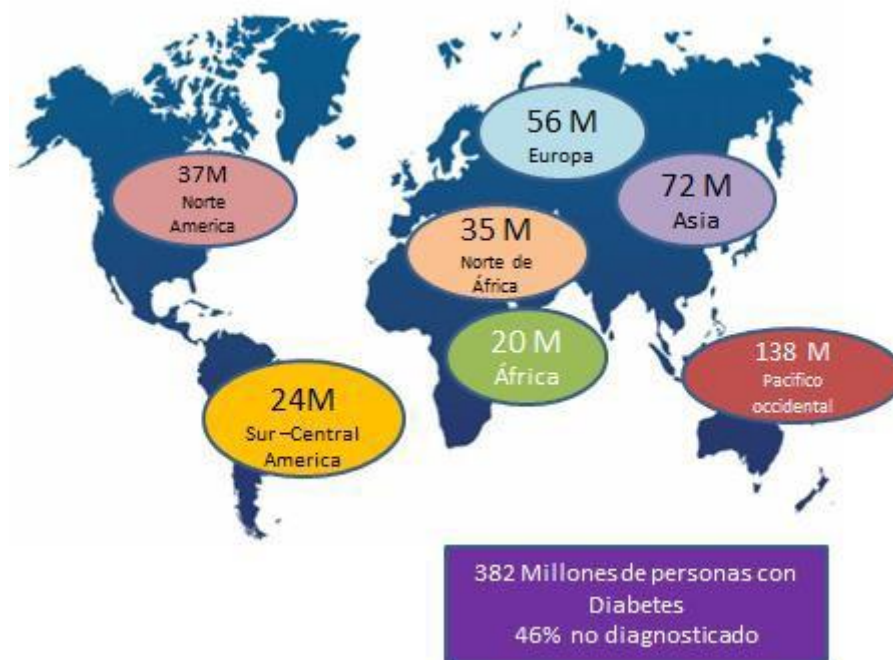 56 M
Europa
37M
Norte
America
72 M
Asia
35 M
Norte de
África
20 M
África
138 M
Pacifico
occidental
24M
Sur –Central
America
382 Millones de personas con
Diabetes
46% no diagnosticado